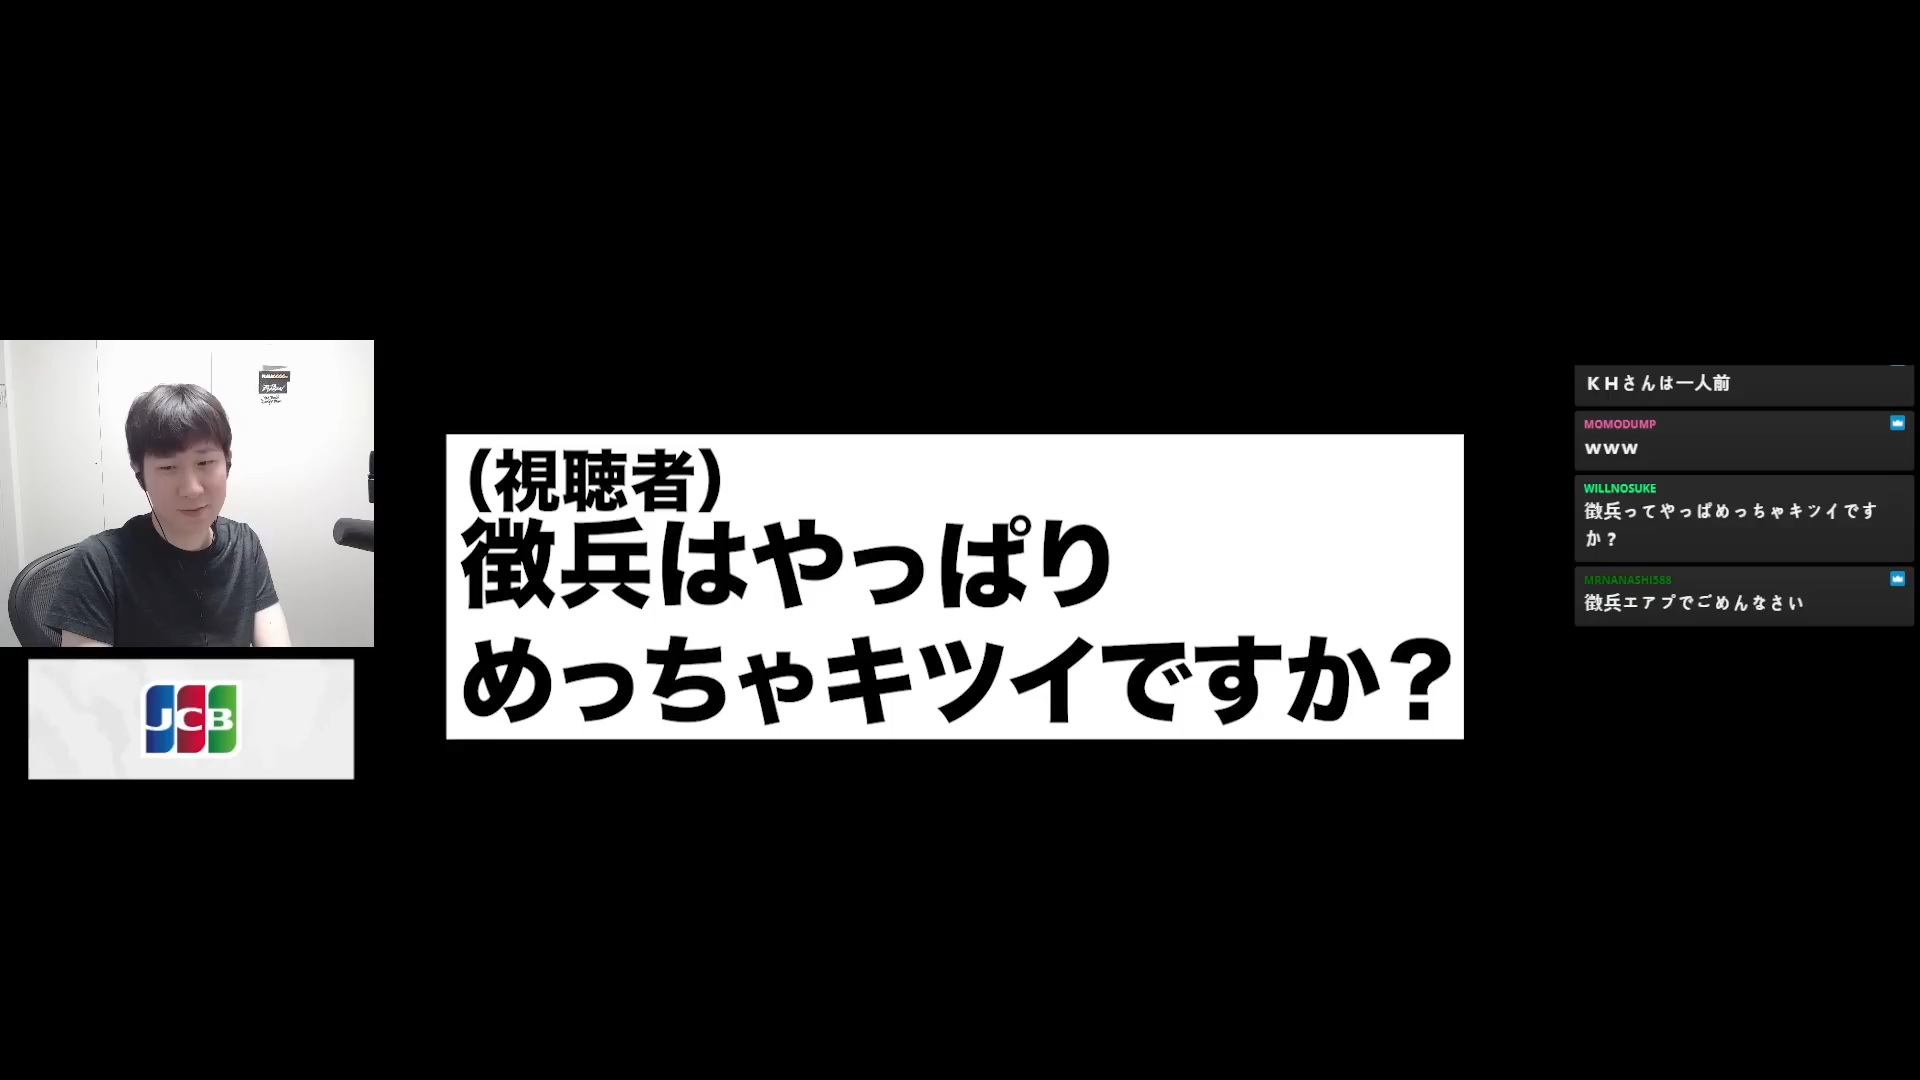 (視聴者)
徴兵はやっぱり
めっちゃキツイですか?
JCB
KHさんは一人前
MOMODUMP
www
WILLNOSUKE
徴兵ってやっぱめっちゃキツイです
か?
MRNANASHI588
徴兵エアプでごめんなさい